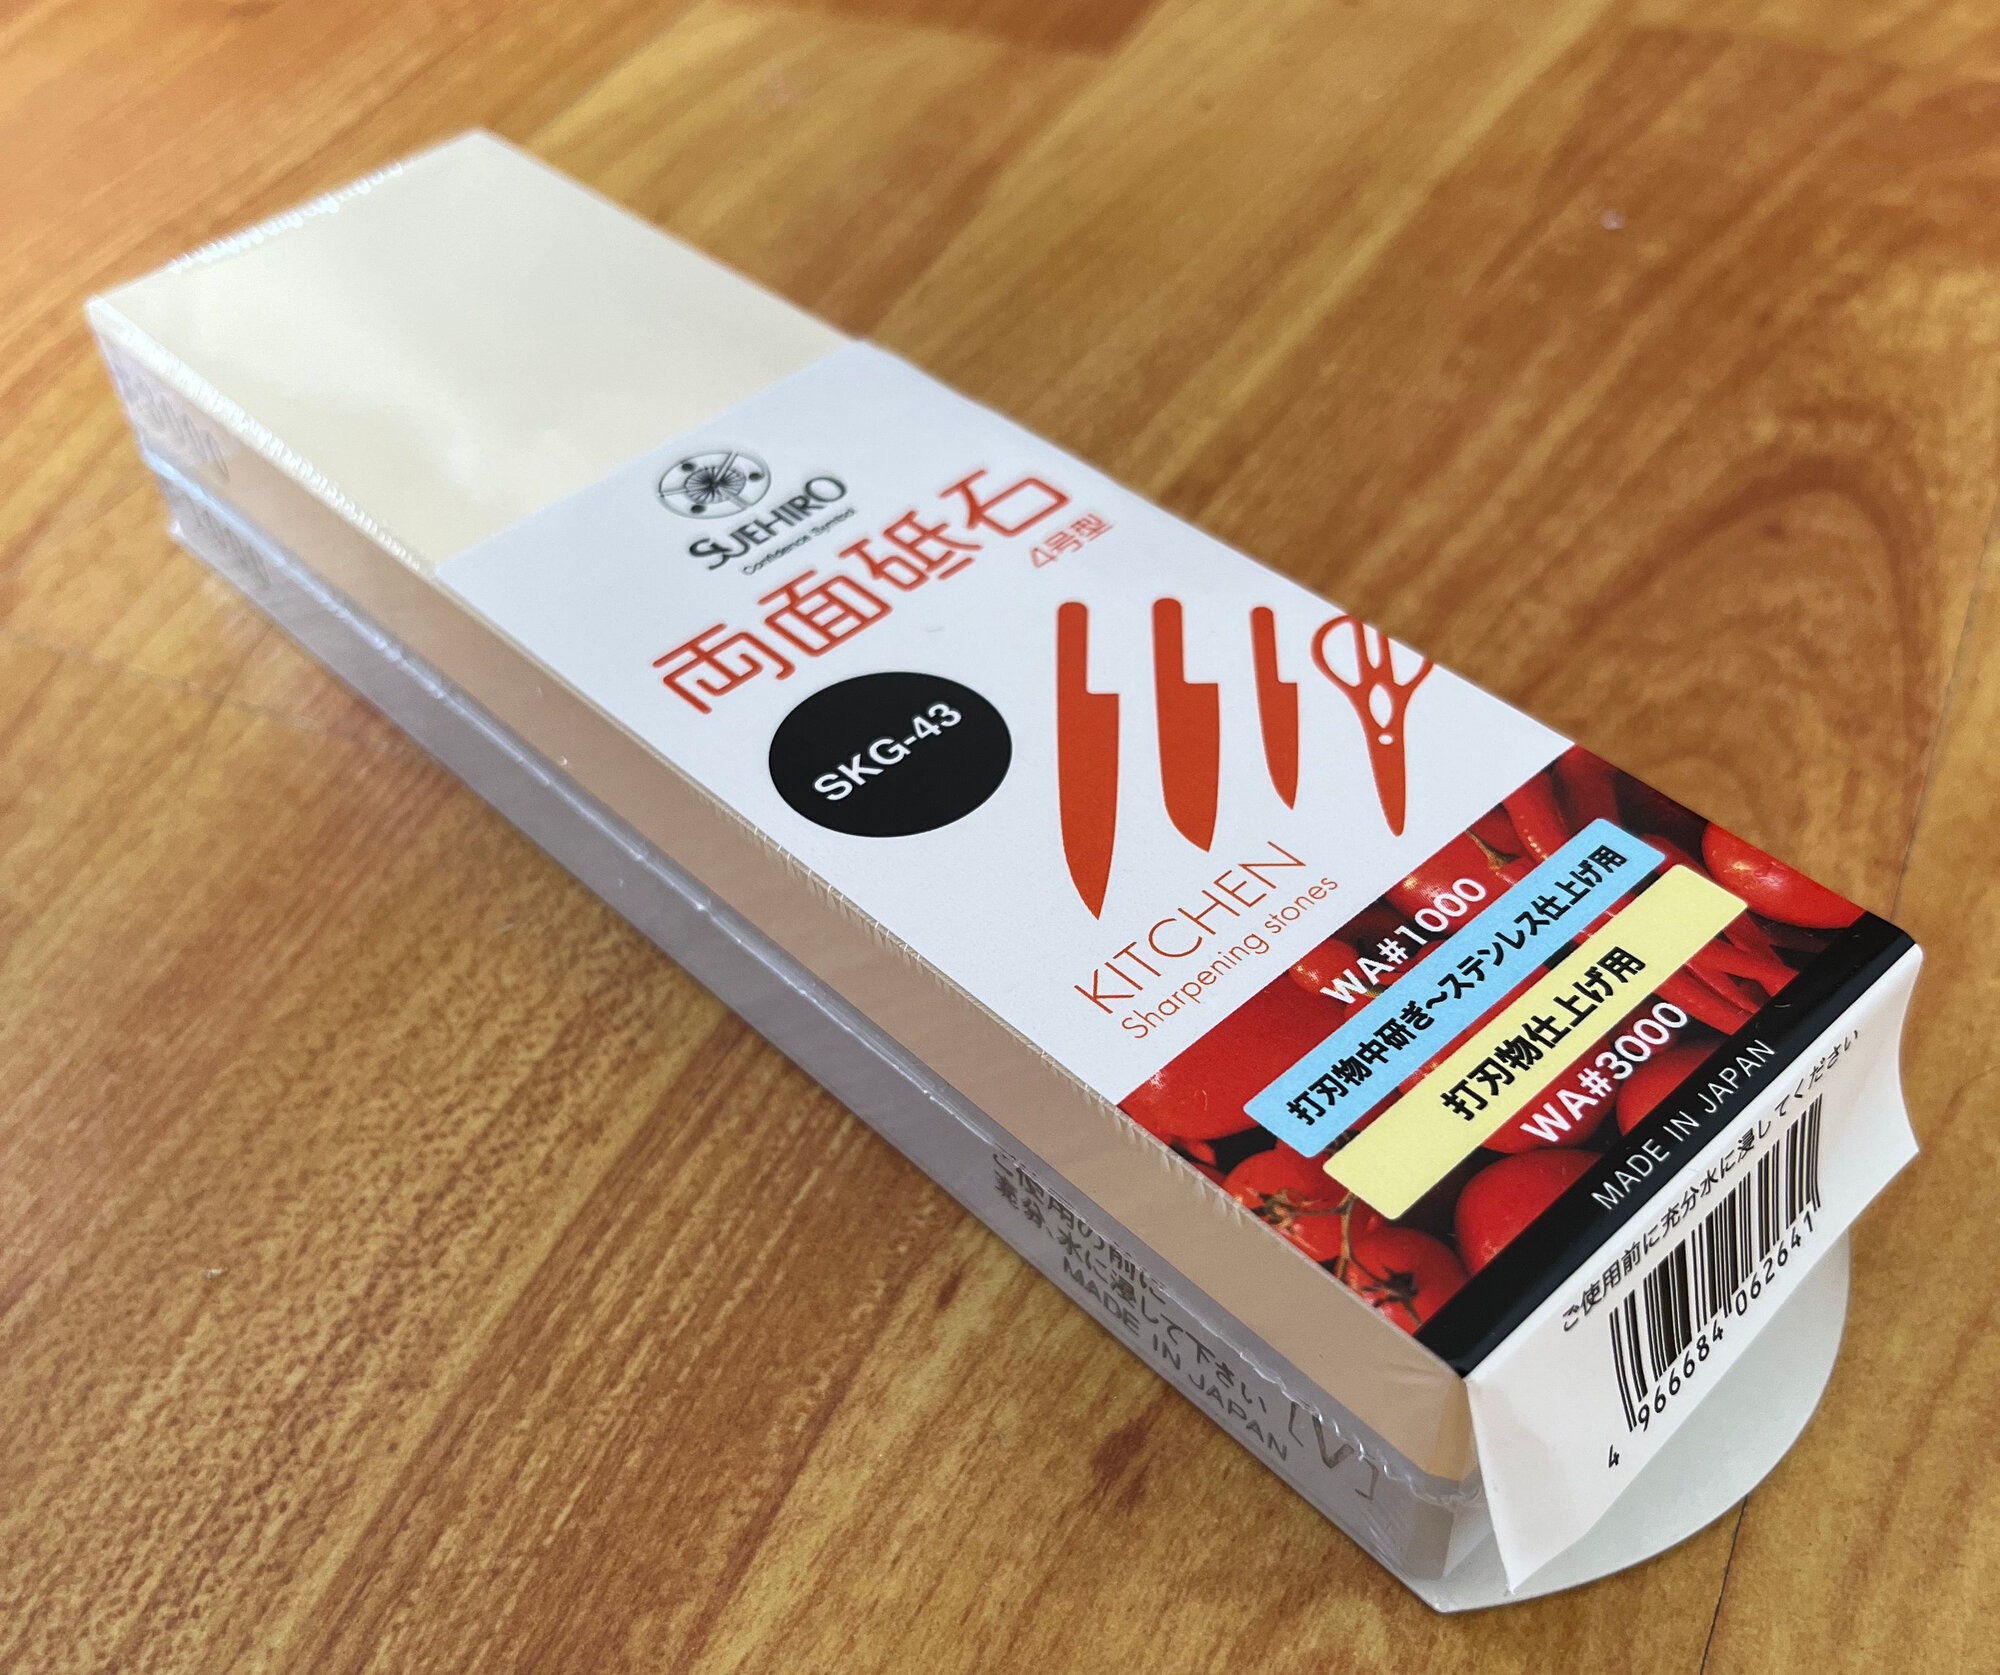 SUEHIRO
Confidence Symbol
両面砥石
4号型
SKG-43
KITCHEN
Sharpening stones
WA#1000
打刃物中研ぎ〜ステンレス仕上げ用
打刃物仕上げ用
WA#3000
MADE IN JAPAN
ご使用前に充分水に浸してください
4 966684 062641
ご使用の前に
充分、水に浸して下さい
MADE IN JAPAN
[V]